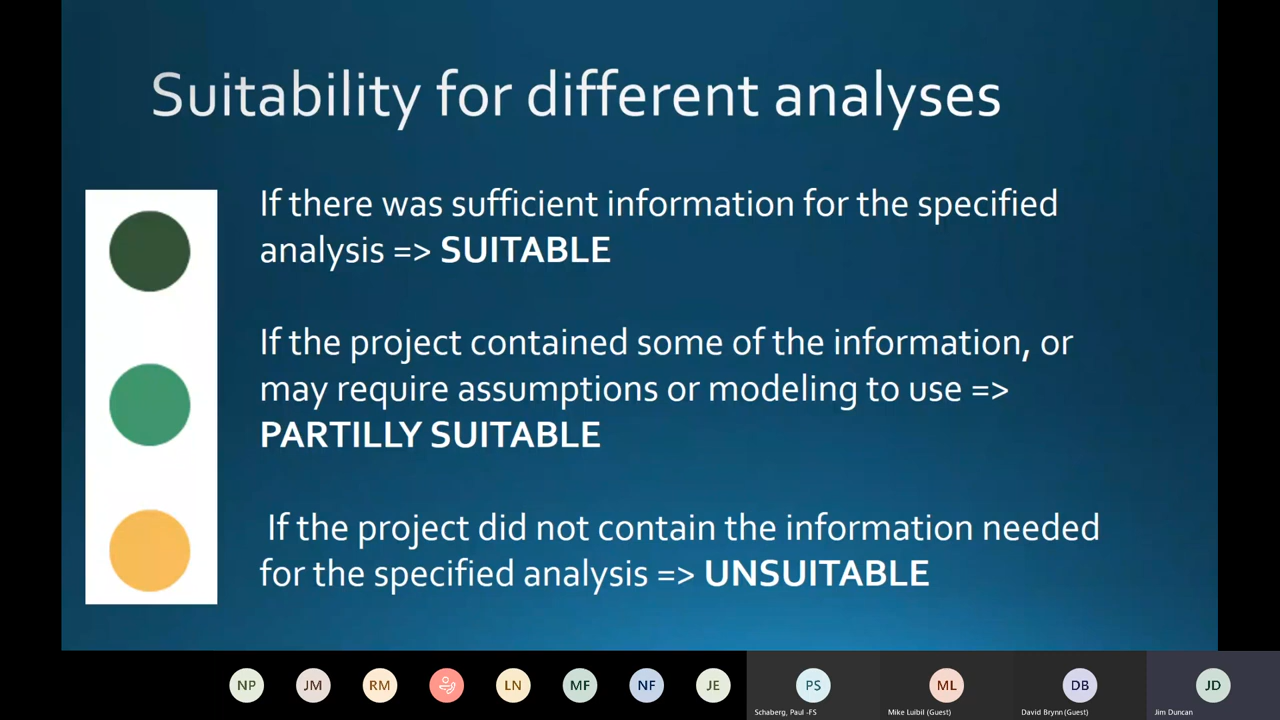 Suitability for different analyses
If there was sufficient information for the specified
analysis => SUITABLE
If the project contained some of the information, or
may require assumptions or modeling to use =>
PARTILLY SUITABLE
If the project did not contain the information needed
for the specified analysis => UNSUITABLE
NP JM RM LN MF NF JE PS ML DB JD
Schaberg, Paul -FS Mike Luibil (Guest) David Brynn (Guest) Jim Duncan